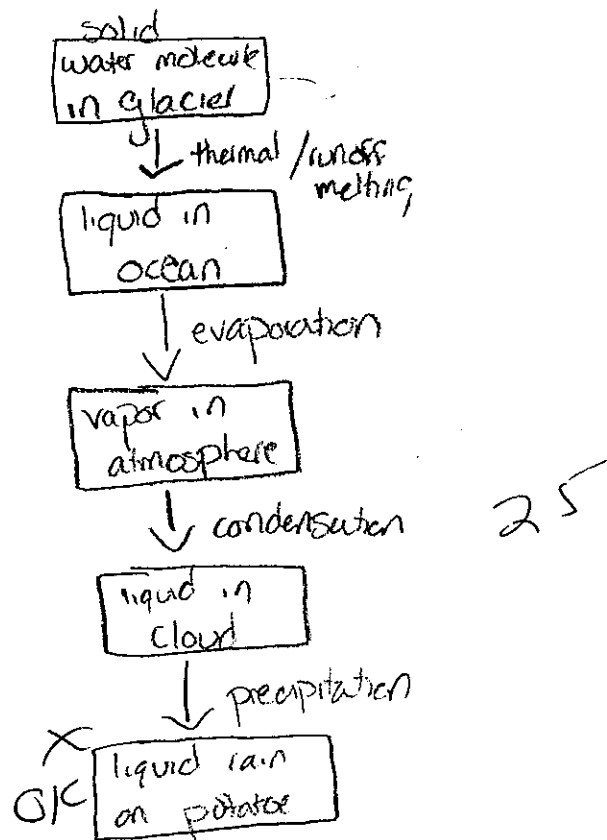 solid
water molecule
in glacier
thermal / runoff
melting
liquid in
ocean
evaporation
vapor in
atmosphere
condensation
25
liquid in
cloud
precipitation
X
liquid rain
OK
on potatoe